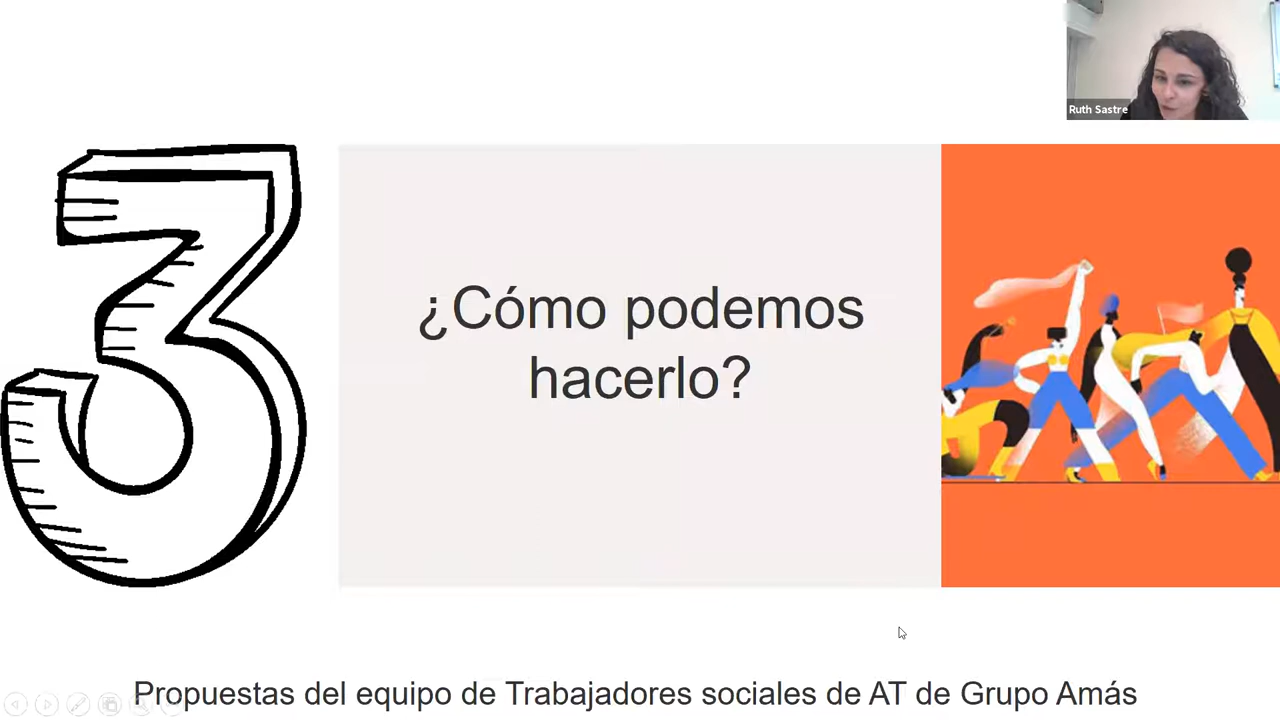 Ruth Sastre
3
¿Cómo podemos
hacerlo?
Propuestas del equipo de Trabajadores sociales de AT de Grupo Amás